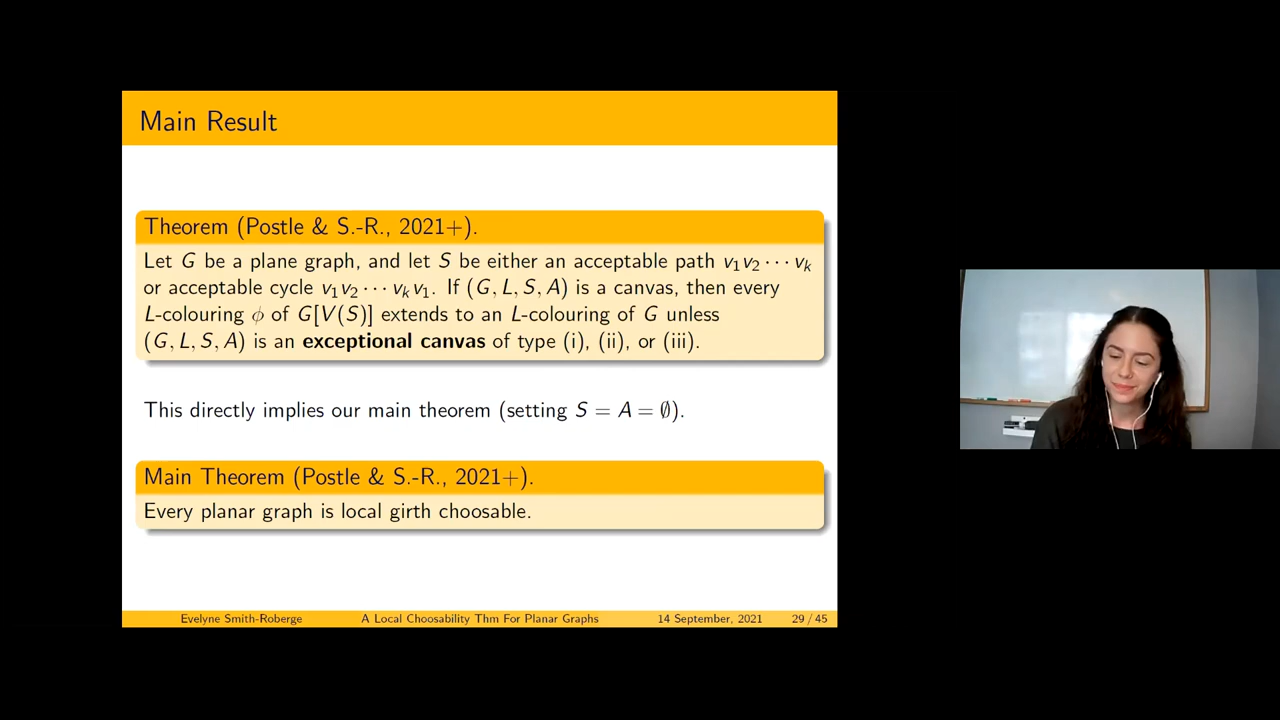 Main Result
Theorem (Postle & S.-R., 2021+).
Let G be a plane graph, and let S be either an acceptable path v₁v₂ ⋯ vₖ
or acceptable cycle v₁v₂ ⋯ vₖv₁. If (G, L, S, A) is a canvas, then every
L-colouring ϕ of G[V(S)] extends to an L-colouring of G unless
(G, L, S, A) is an exceptional canvas of type (i), (ii), or (iii).
This directly implies our main theorem (setting S = A = ∅).
Main Theorem (Postle & S.-R., 2021+).
Every planar graph is local girth choosable.
Evelyne Smith-Roberge A Local Choosability Thm For Planar Graphs 14 September, 2021 29 / 45